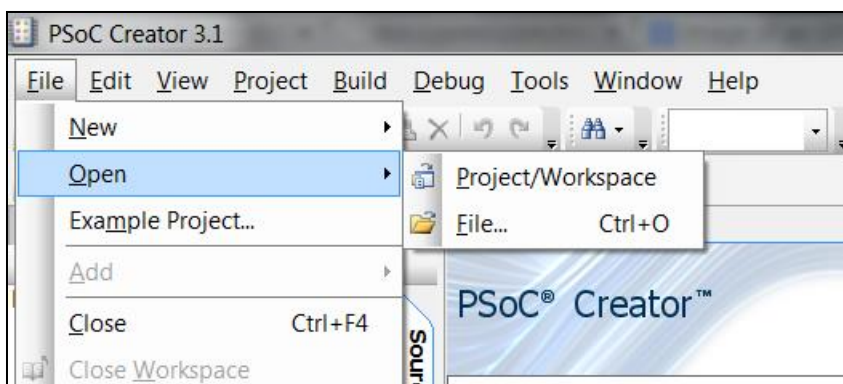 PSoC Creator 3.1
File Edit View Project Build Debug Tools Window Help
New
Open
Project/Workspace
Example Project...
File... Ctrl+O
Add
PSoC® Creator™
Close Ctrl+F4
Close Workspace
Sour